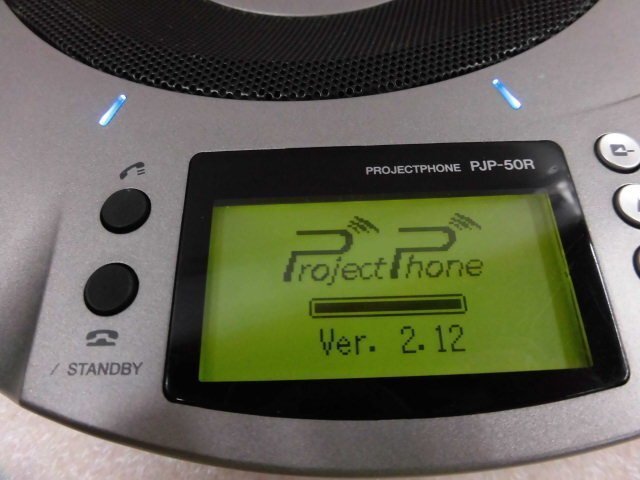 PROJECTPHONE PJP-50R
ProjectPhone
Ver. 2.12
/ STANDBY